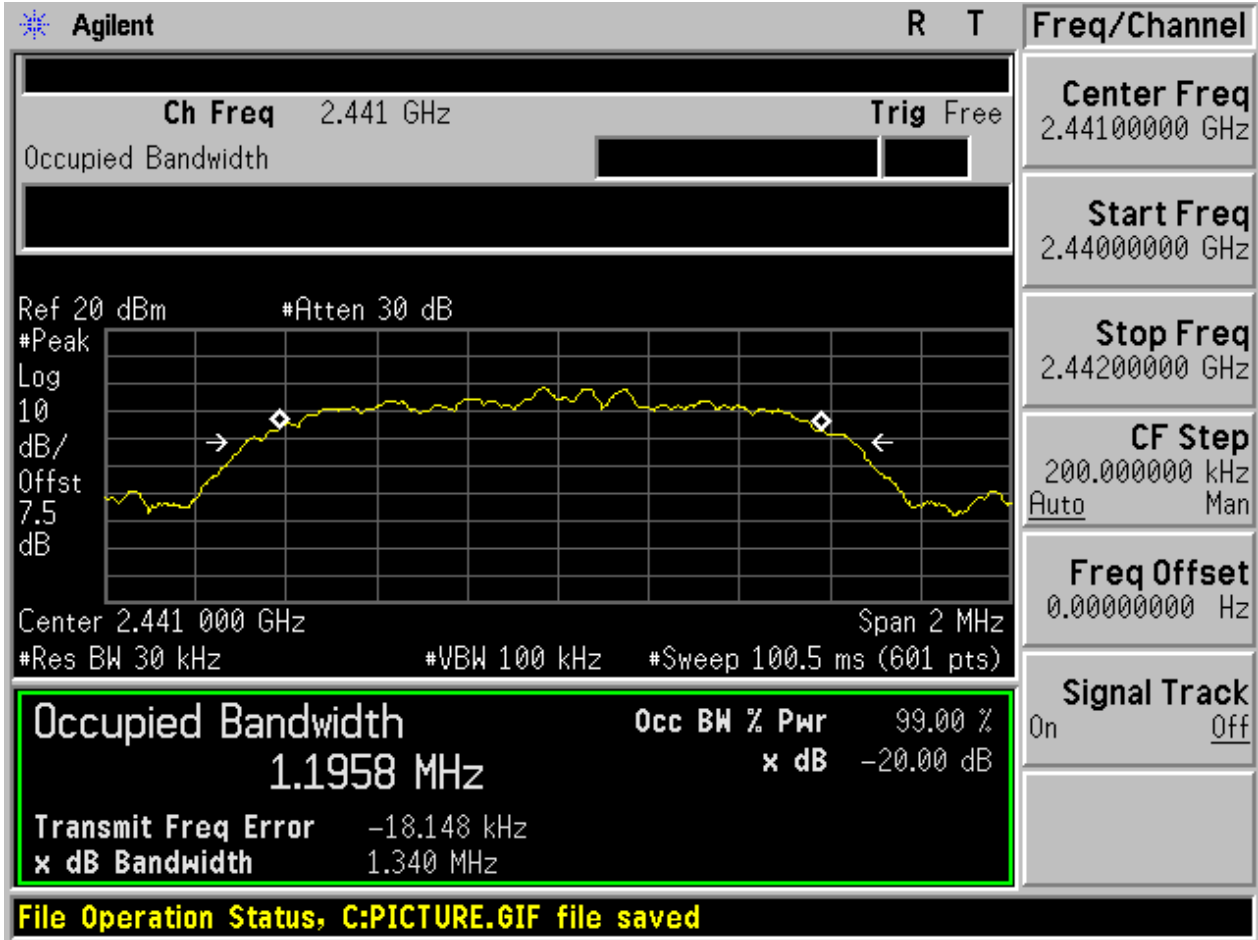 Agilent R T
Freq/Channel
Ch Freq 2.441 GHz Trig Free
Occupied Bandwidth
Center Freq
2.44100000 GHz
Start Freq
2.44000000 GHz
Stop Freq
2.44200000 GHz
CF Step
200.000000 kHz
Auto Man
Freq Offset
0.00000000 Hz
Signal Track
On Off
Ref 20 dBm #Atten 30 dB
#Peak
Log
10
dB/
Offst
7.5
dB
Center 2.441 000 GHz Span 2 MHz
#Res BW 30 kHz #VBW 100 kHz #Sweep 100.5 ms (601 pts)
Occupied Bandwidth Occ BW % Pwr 99.00 %
1.1958 MHz x dB -20.00 dB
Transmit Freq Error -18.148 kHz
x dB Bandwidth 1.340 MHz
File Operation Status, C:PICTURE.GIF file saved